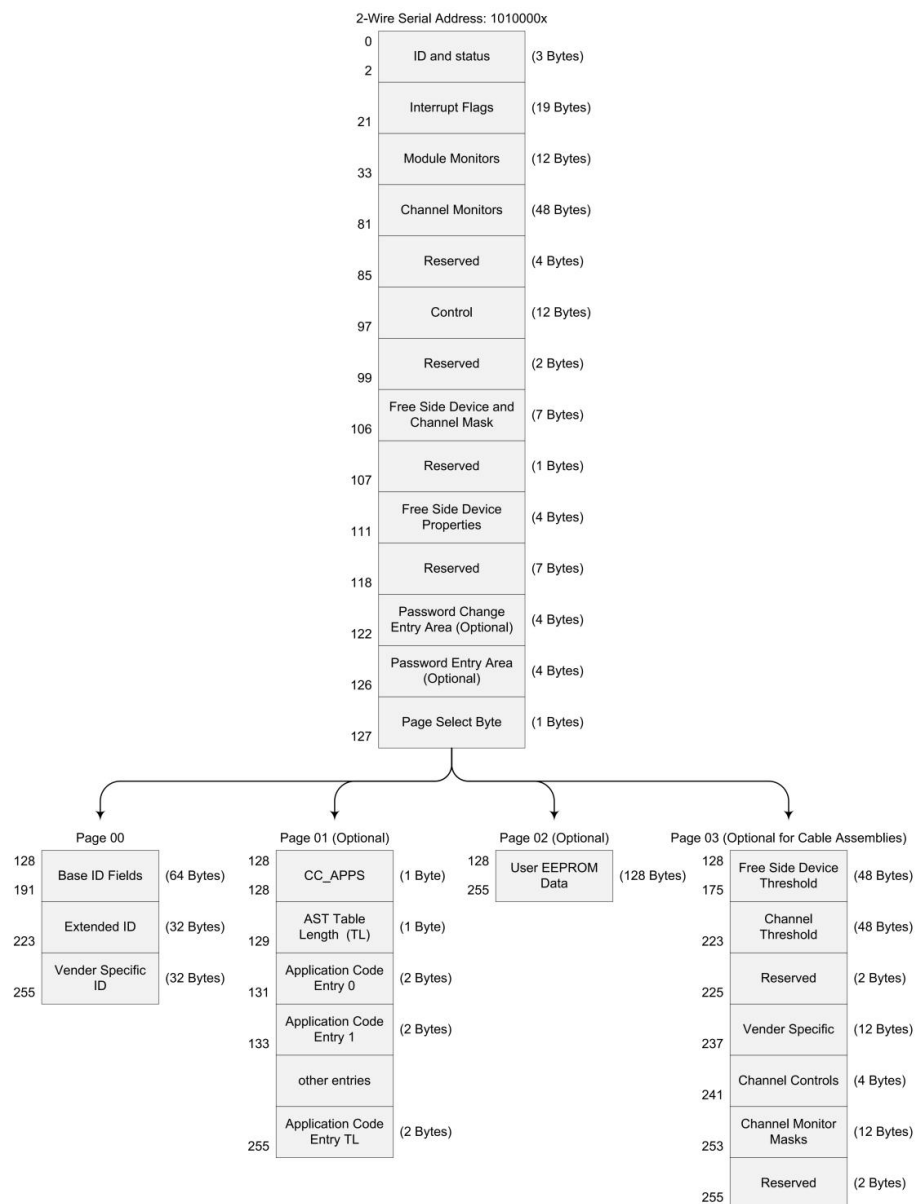 2-Wire Serial Address: 1010000x
0
ID and status
(3 Bytes)
2
Interrupt Flags
(19 Bytes)
21
Module Monitors
(12 Bytes)
33
Channel Monitors
(48 Bytes)
81
Reserved
(4 Bytes)
85
Control
(12 Bytes)
97
Reserved
(2 Bytes)
99
Free Side Device and
Channel Mask
(7 Bytes)
106
Reserved
(1 Bytes)
107
Free Side Device
Properties
(4 Bytes)
111
Reserved
(7 Bytes)
118
Password Change
Entry Area (Optional)
(4 Bytes)
122
Password Entry Area
(Optional)
(4 Bytes)
126
Page Select Byte
(1 Bytes)
127
Page 00
128
Base ID Fields
(64 Bytes)
191
Extended ID
(32 Bytes)
223
Vender Specific
ID
(32 Bytes)
255
Page 01 (Optional)
128
CC_APPS
(1 Byte)
128
AST Table
Length (TL)
(1 Byte)
129
Application Code
Entry 0
(2 Bytes)
131
Application Code
Entry 1
(2 Bytes)
133
other entries
Application Code
Entry TL
(2 Bytes)
255
Page 02 (Optional)
128
User EEPROM
Data
(128 Bytes)
255
Page 03 (Optional for Cable Assemblies)
128
Free Side Device
Threshold
(48 Bytes)
175
Channel
Threshold
(48 Bytes)
223
Reserved
(2 Bytes)
225
Vender Specific
(12 Bytes)
237
Channel Controls
(4 Bytes)
241
Channel Monitor
Masks
(12 Bytes)
253
Reserved
(2 Bytes)
255